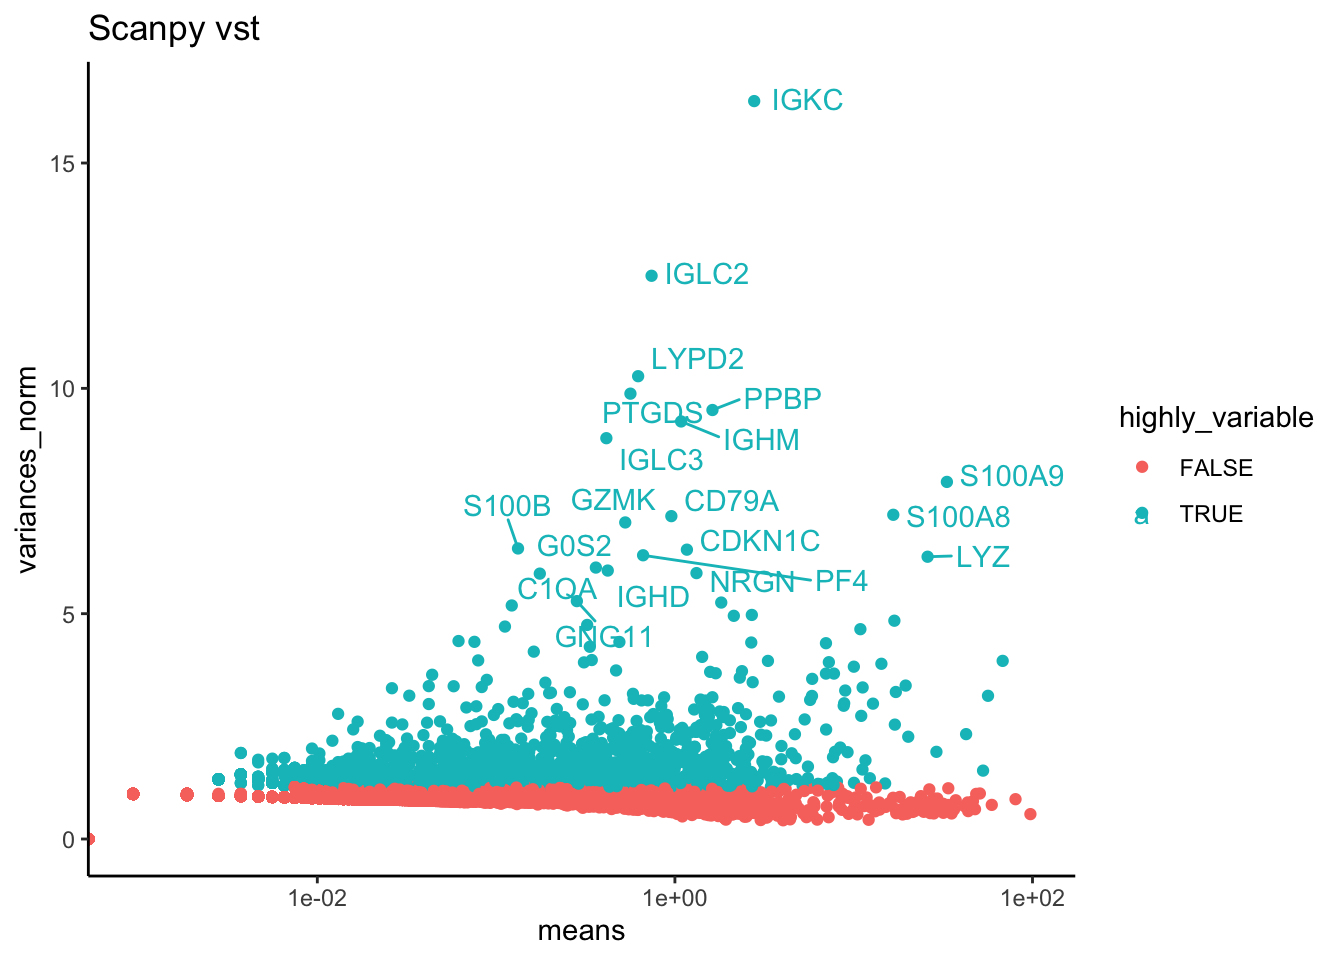 Scanpy vst
IGKC
15
IGLC2
LYPD2
10
PPBP
PTGDS
IGHM
IGLC3
S100A9
GZMK
CD79A
S100B
S100A8
G0S2
CDKN1C
LYZ
C1QA
NRGN
PF4
IGHD
5
GNG11
0
variances_norm
1e-02
1e+00
1e+02
means
highly_variable
FALSE
a TRUE